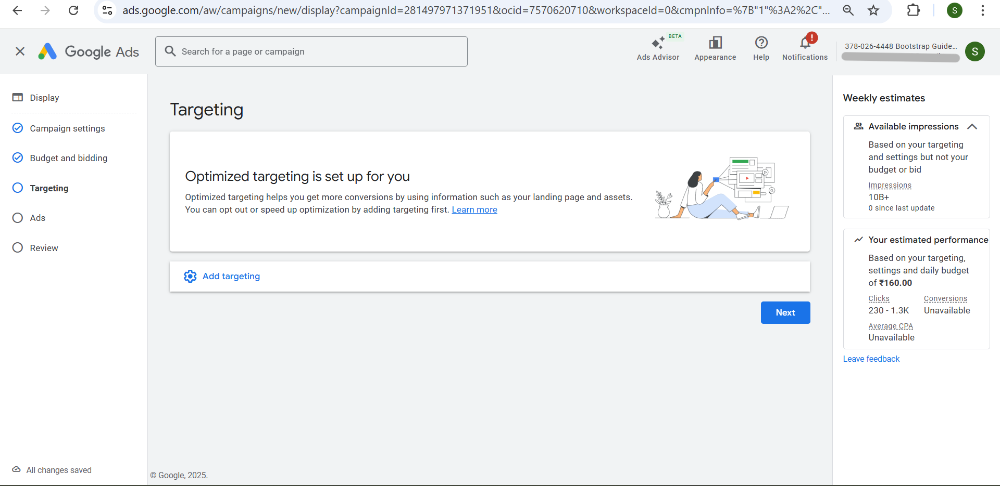 ads.google.com/aw/campaigns/new/display?campaignId=281497971371951&ocid=7570620710&workspaceId=0&cmpnInfo=%7B"1"%3A2%2C"...
S
Google Ads
Search for a page or campaign
BETA
Ads Advisor
Appearance
Help
!
Notifications
378-026-4448 Bootstrap Guide...
S
Display
Campaign settings
Budget and bidding
Targeting
Ads
Review
All changes saved
Targeting
Optimized targeting is set up for you
Optimized targeting helps you get more conversions by using information such as your landing page and assets.
You can opt out or speed up optimization by adding targeting first. Learn more
Add targeting
Next
© Google, 2025.
Weekly estimates
Available impressions
Based on your targeting
and settings but not your
budget or bid
Impressions
10B+
0 since last update
Your estimated performance
Based on your targeting,
settings and daily budget
of ₹160.00
Clicks Conversions
230 - 1.3K Unavailable
Average CPA
Unavailable
Leave feedback